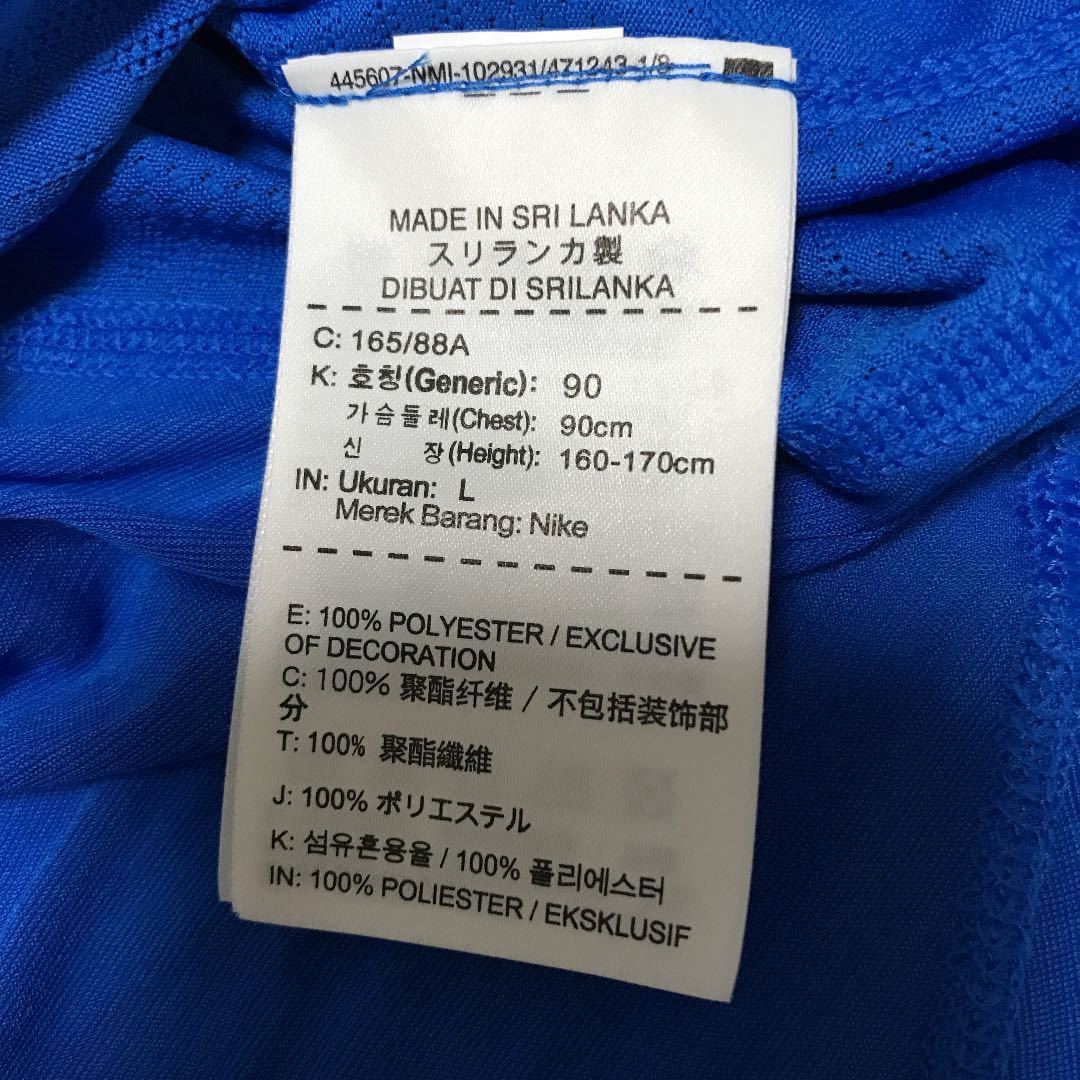 445607-NMI-102931/471243-1/8
MADE IN SRI LANKA
スリランカ製
DIBUAT DI SRILANKA
C: 165/88A
K: 호칭(Generic): 90
가슴둘레(Chest): 90cm
신 장(Height): 160-170cm
IN: Ukuran: L
Merek Barang: Nike
E: 100% POLYESTER / EXCLUSIVE
OF DECORATION
C: 100% 聚酯纤维 / 不包括装饰部
分
T: 100% 聚酯纖維
J: 100% ポリエステル
K: 섬유혼용율 / 100% 폴리에스터
IN: 100% POLIESTER / EKSKLUSIF